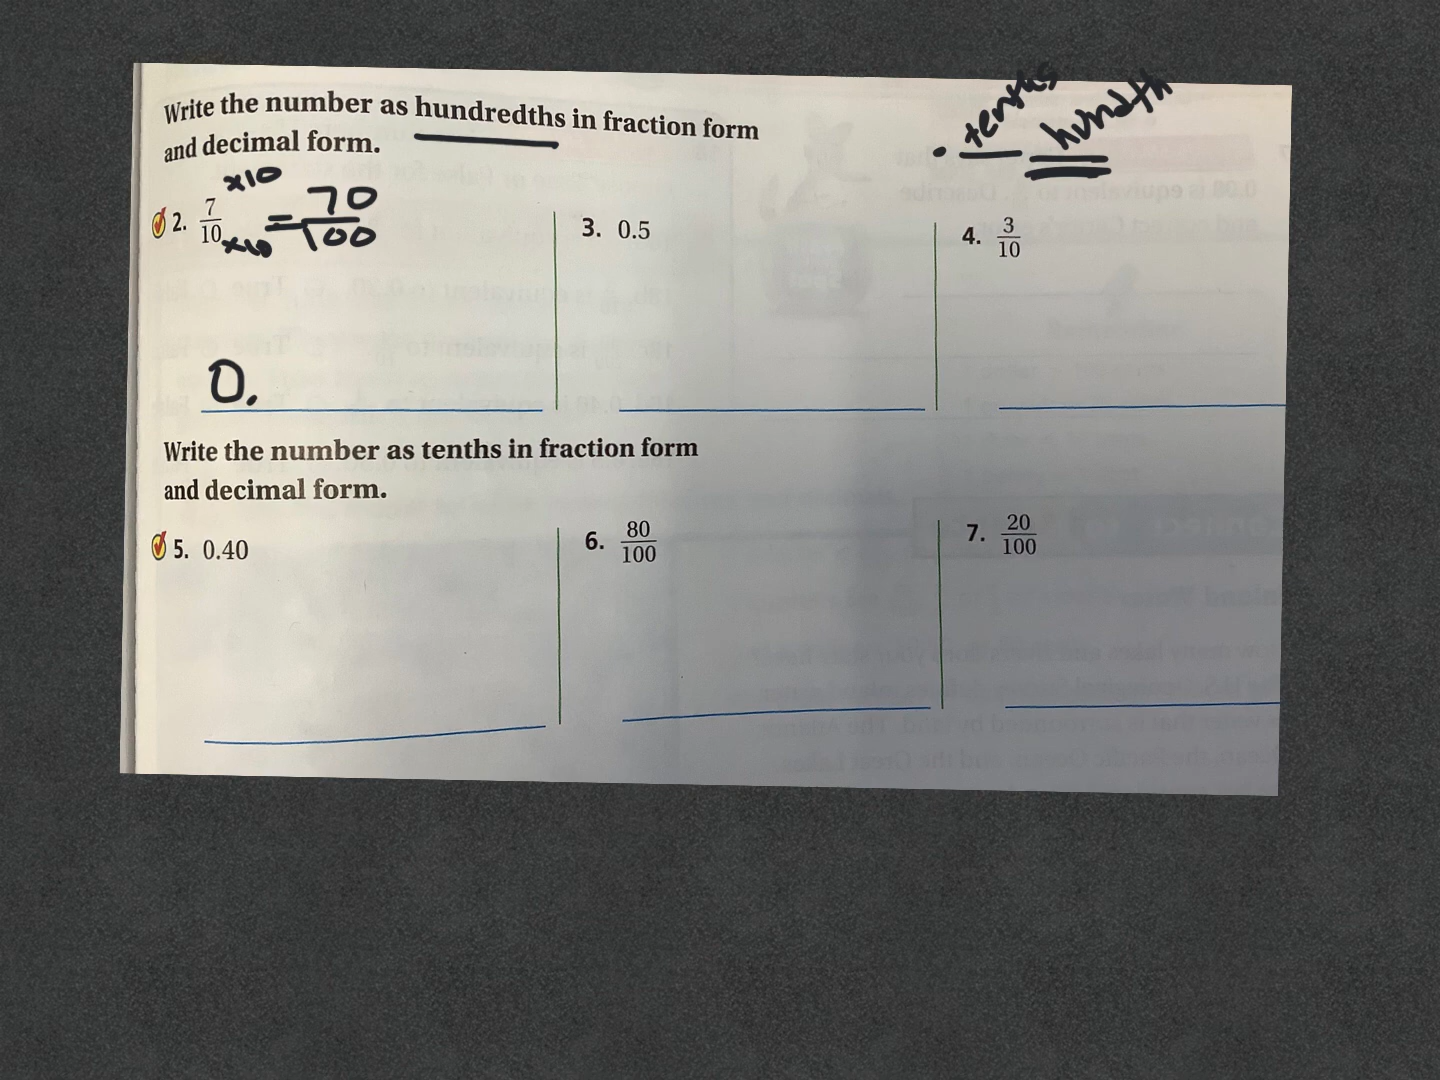 Write the number as hundredths in fraction form
and decimal form.
. tenths
2. 7/10 x10 x10 = 70/100
3. 0.5
4. 3/10
0.
Write the number as tenths in fraction form
and decimal form.
5. 0.40
6. 80/100
7. 20/100